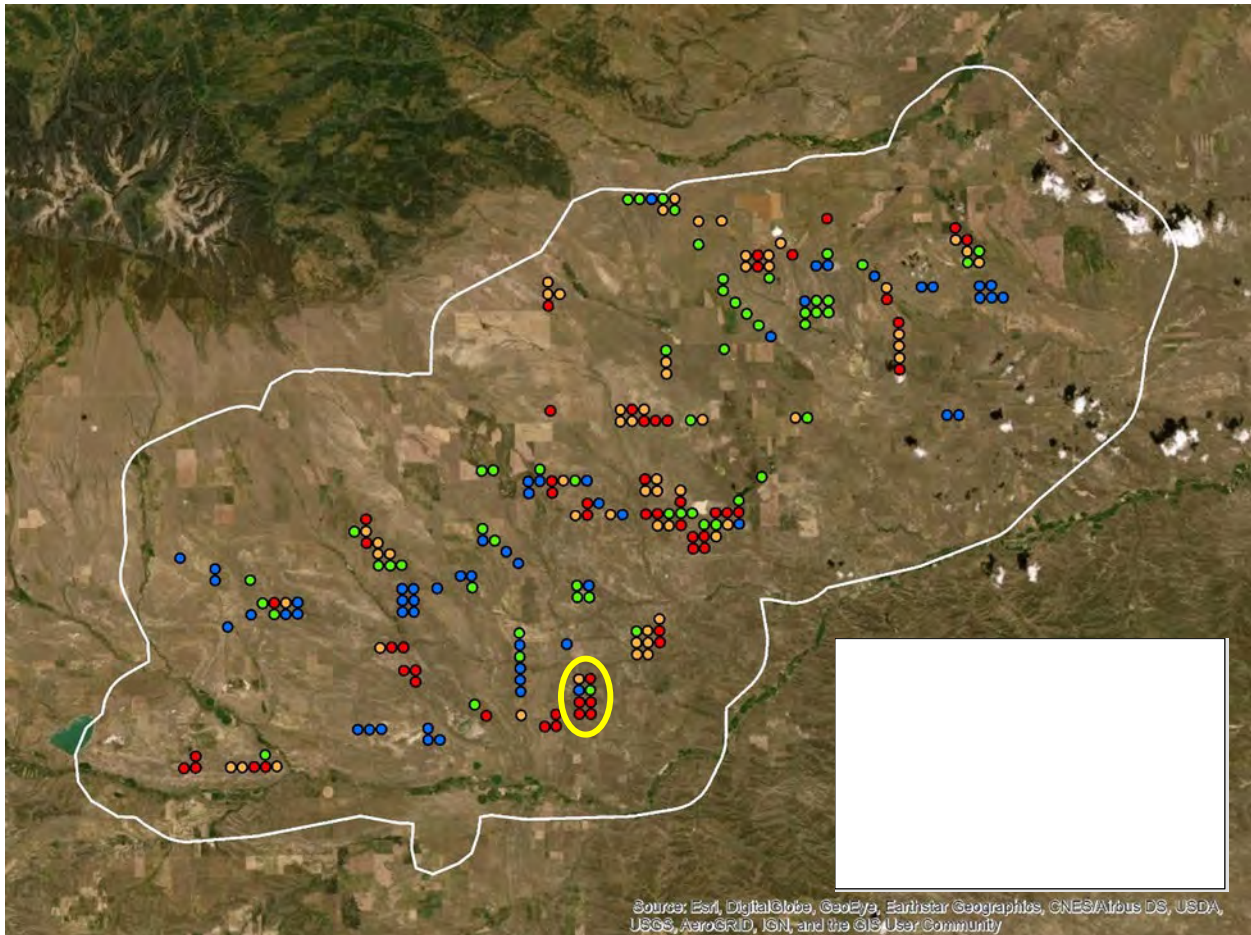 Source: Esri, DigitalGlobe, GeoEye, Earthstar Geographics, CNES/Airbus DS, USDA,
USGS, AeroGRID, IGN, and the GIS User Community